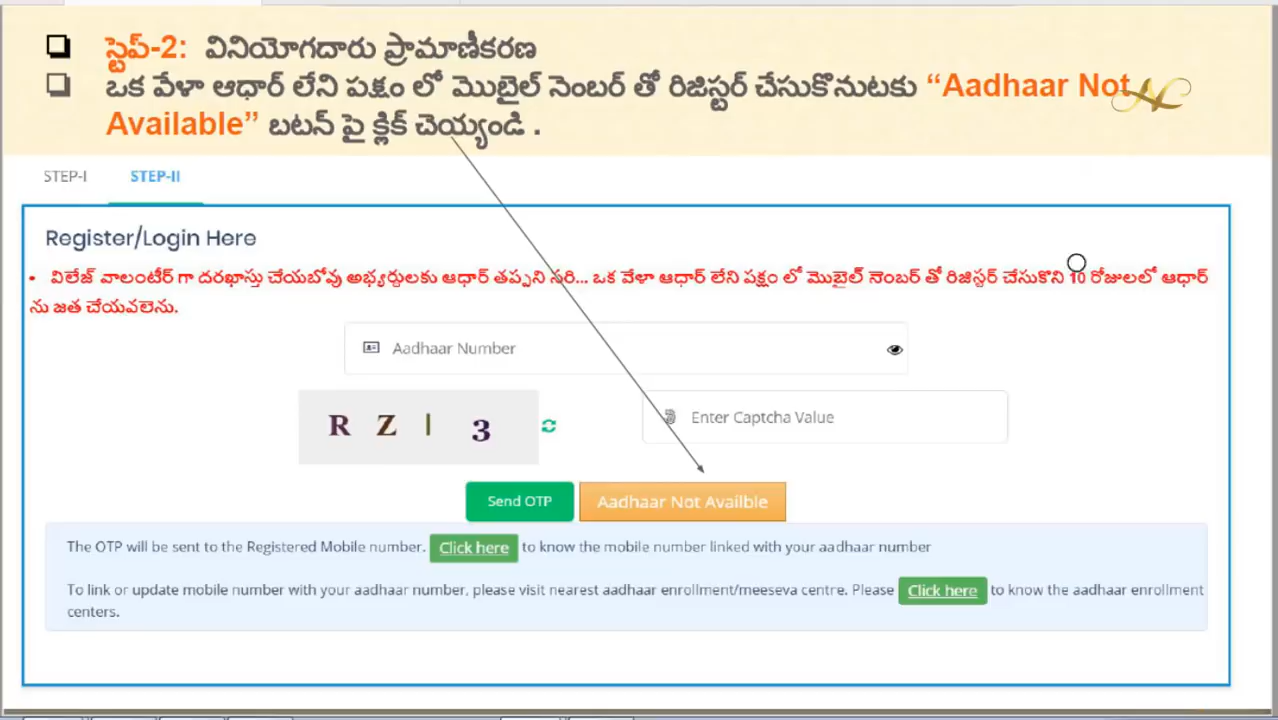 స్టెప్-2: వినియోగదారు ప్రామాణీకరణ
ఒక వేళా ఆధార్ లేని పక్షం లో మొబైల్ నెంబర్ తో రిజిస్టర్ చేసుకొనుటకు “Aadhaar Not
Available” బటన్ పై క్లిక్ చెయ్యండి .
STEP-I STEP-II
Register/Login Here
• విలేజ్ వాలంటీర్ గా దరఖాస్తు చేయబోవు అభ్యర్థులకు ఆధార్ తప్పని సరి... ఒక వేళా ఆధార్ లేని పక్షం లో మొబైల్ నెంబర్ తో రిజిస్టర్ చేసుకొని 10 రోజులలో ఆధార్
ను జత చేయవలెను.
Aadhaar Number
R Z | 3 Enter Captcha Value
Send OTP Aadhaar Not Availble
The OTP will be sent to the Registered Mobile number. Click here to know the mobile number linked with your aadhaar number
To link or update mobile number with your aadhaar number, please visit nearest aadhaar enrollment/meeseva centre. Please Click here to know the aadhaar enrollment
centers.